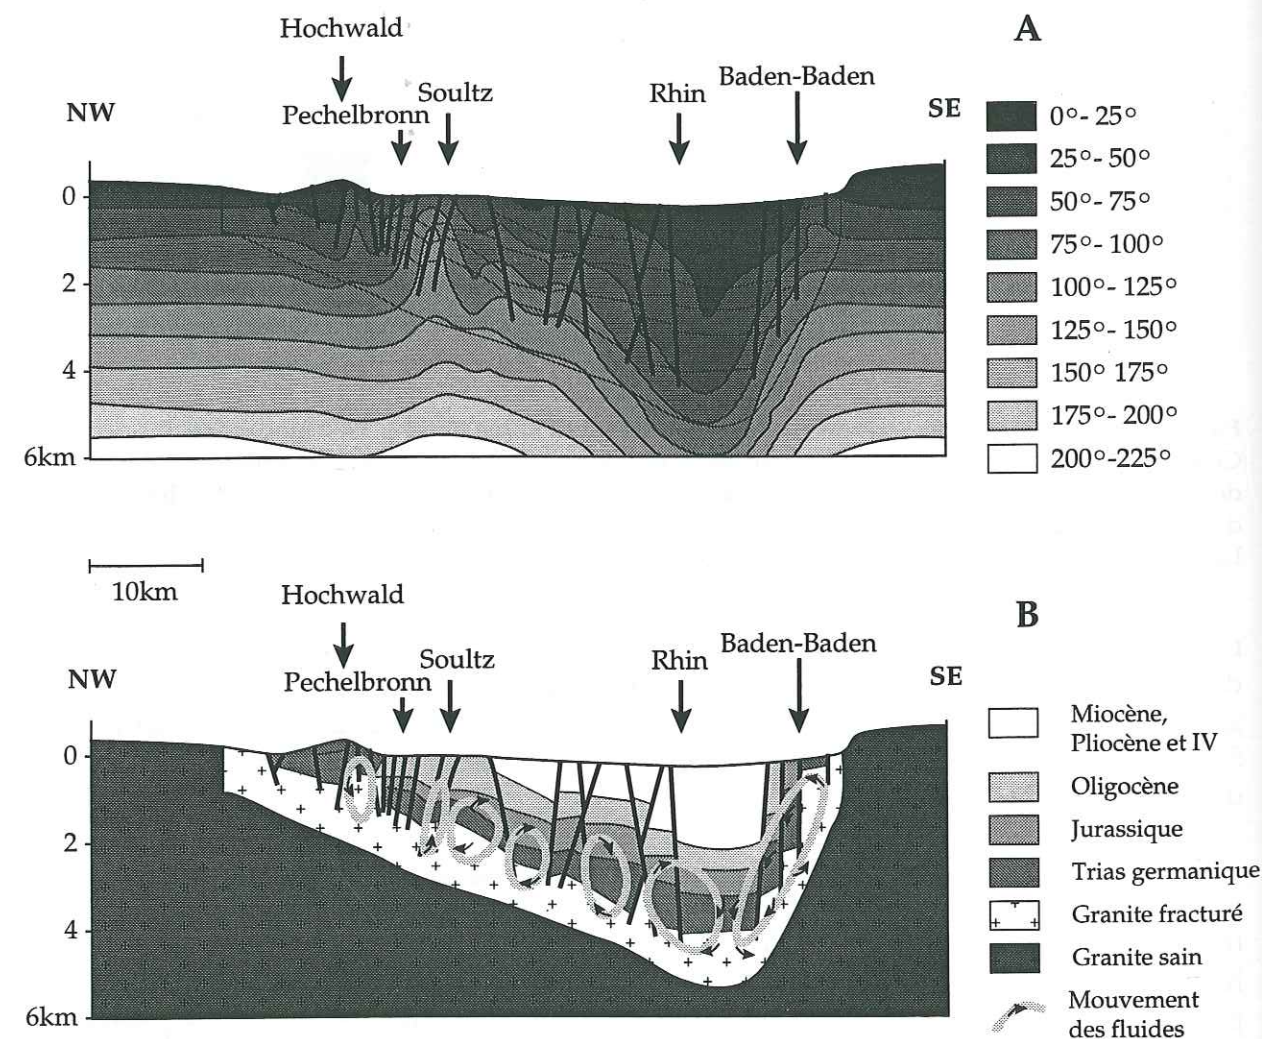 Hochwald
A
Baden-Baden
Soultz
Rhin
NW
Pechelbronn
SE
0°- 25°
25°- 50°
50°- 75°
75°- 100°
100°- 125°
125°- 150°
150° 175°
175°- 200°
200°-225°
0
2
4
6km
10km
Hochwald
B
Baden-Baden
Soultz
Rhin
NW
Pechelbronn
SE
0
2
4
6km
Miocène,
Pliocène et IV
Oligocène
Jurassique
Trias germanique
Granite fracturé
Granite sain
Mouvement
des fluides